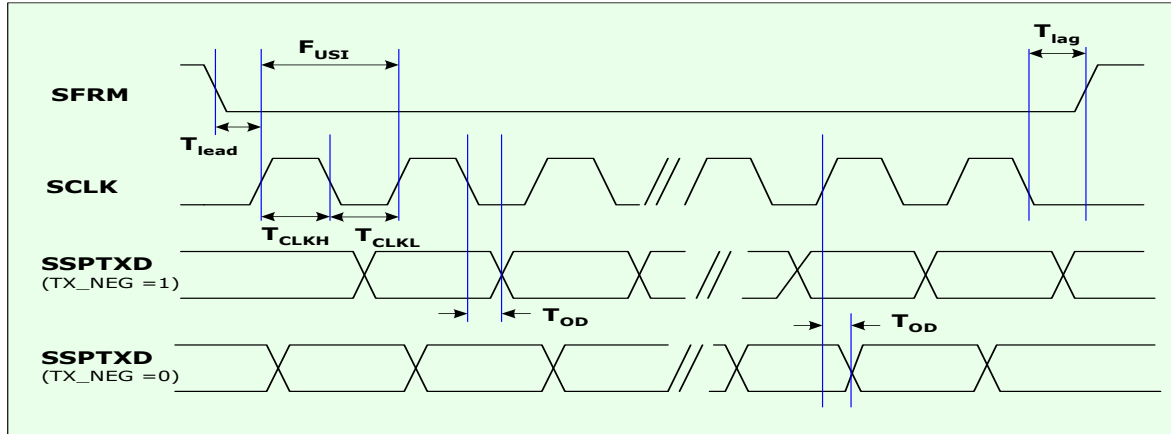 F_USI
T_lag
SFRM
T_lead
SCLK
T_CLKH T_CLKL
SSPTXD
(TX_NEG =1)
T_OD
T_OD
SSPTXD
(TX_NEG =0)